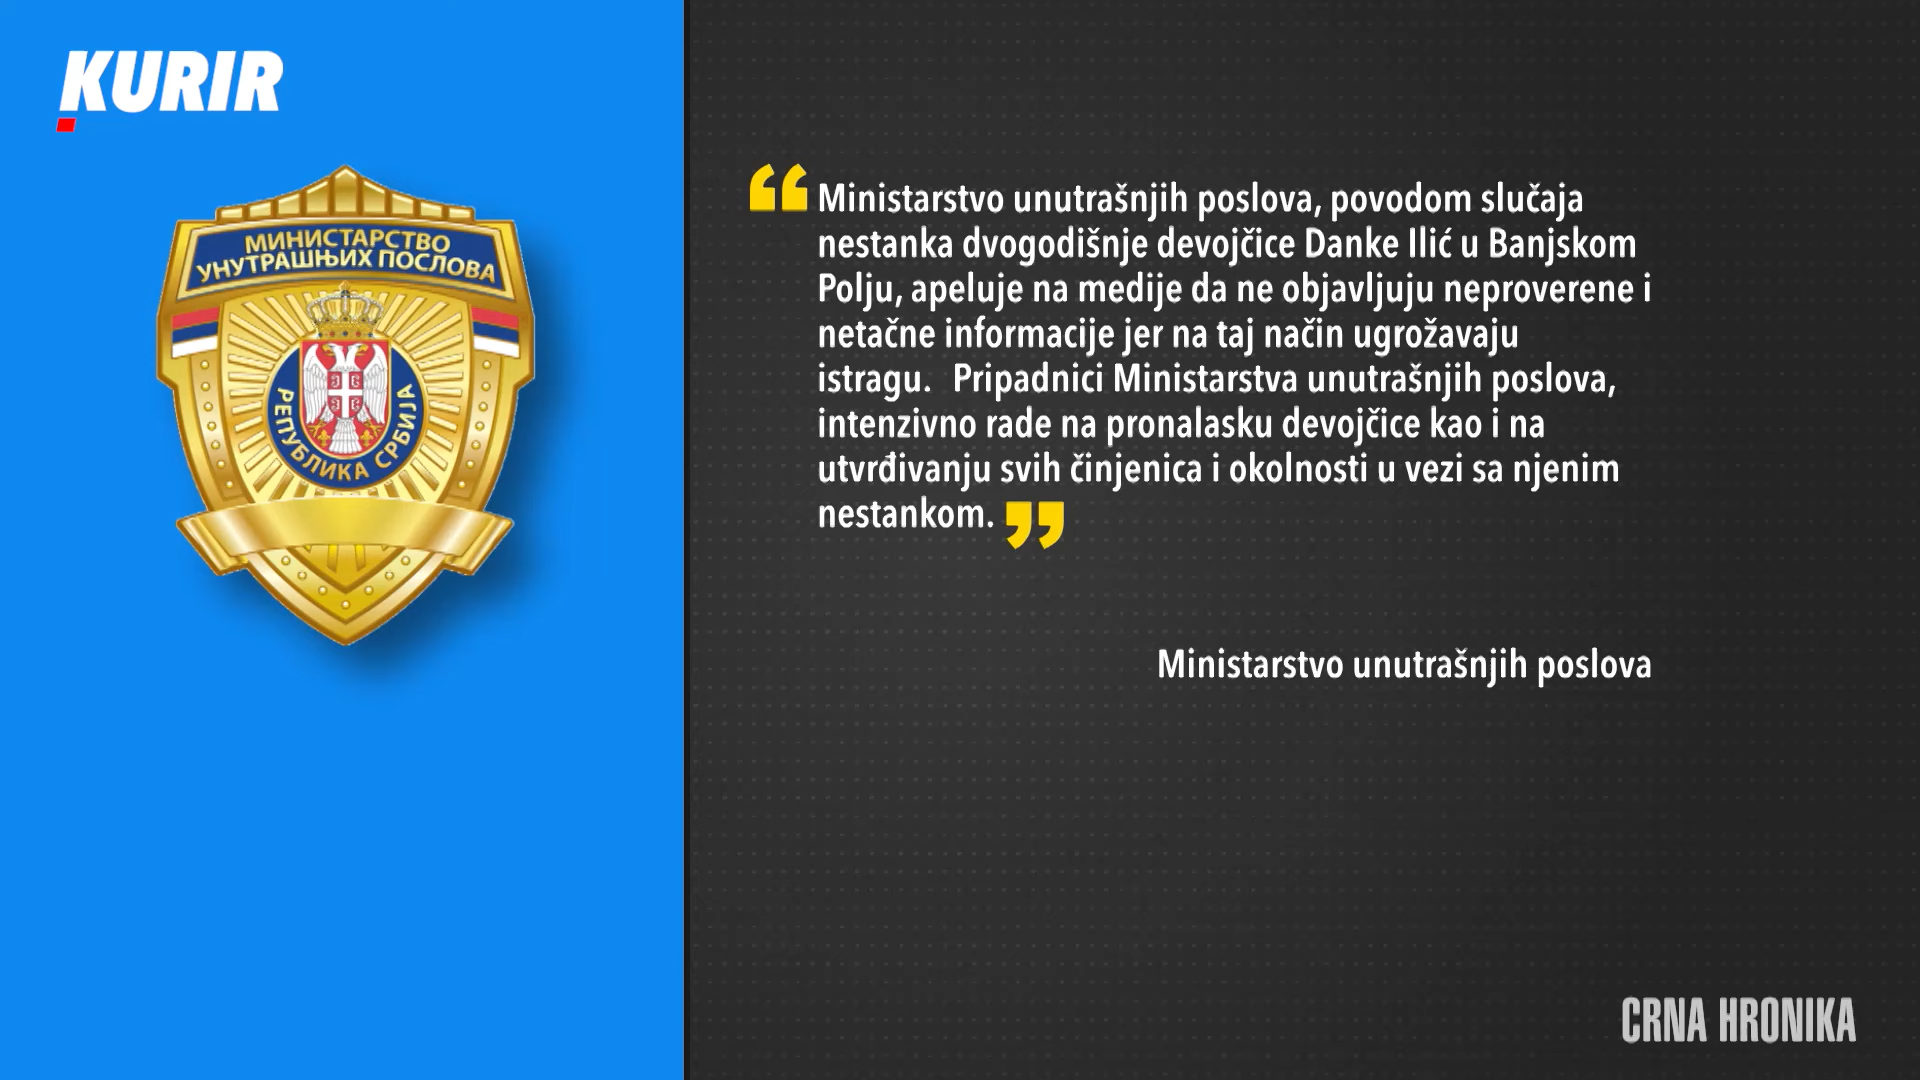 KURIR
МИНИСТАРСТВО
УНУТРАШЊИХ ПОСЛОВА
РЕПУБЛИКА СРБИЈА
“Ministarstvo unutrašnjih poslova, povodom slučaja
nestanka dvogodišnje devojčice Danke Ilić u Banjskom
Polju, apeluje na medije da ne objavljuju neproverene i
netačne informacije jer na taj način ugrožavaju
istragu. Pripadnici Ministarstva unutrašnjih poslova,
intenzivno rade na pronalasku devojčice kao i na
utvrđivanju svih činjenica i okolnosti u vezi sa njenim
nestankom. ”
Ministarstvo unutrašnjih poslova
CRNA HRONIKA